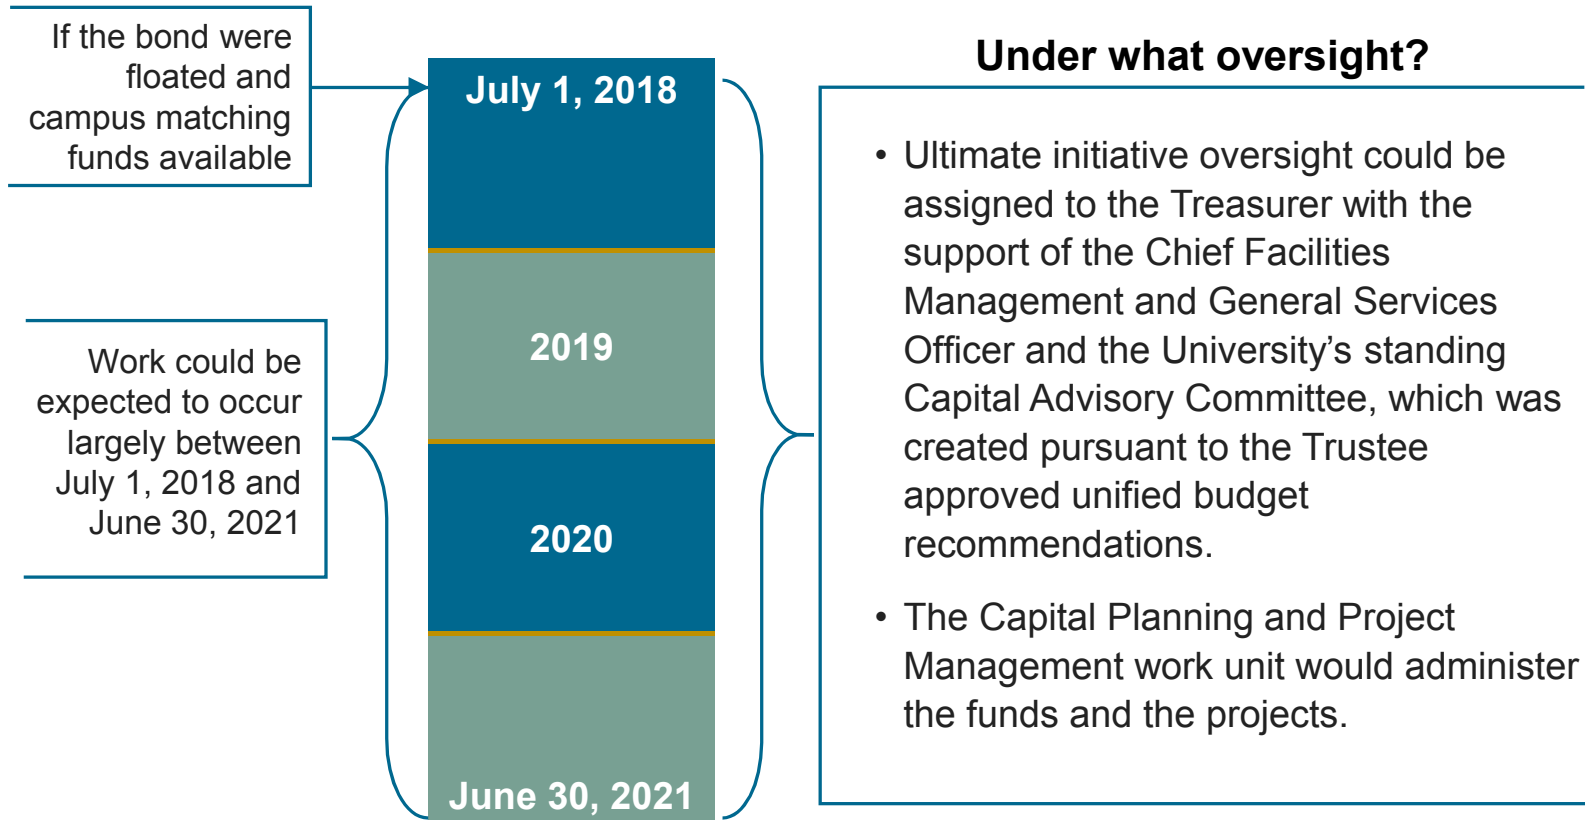 If the bond were
floated and
campus matching
funds available
Work could be
expected to occur
largely between
July 1, 2018 and
June 30, 2021
July 1, 2018
2019
2020
June 30, 2021
Under what oversight?
• Ultimate initiative oversight could be
assigned to the Treasurer with the
support of the Chief Facilities
Management and General Services
Officer and the University’s standing
Capital Advisory Committee, which was
created pursuant to the Trustee
approved unified budget
recommendations.
• The Capital Planning and Project
Management work unit would administer
the funds and the projects.